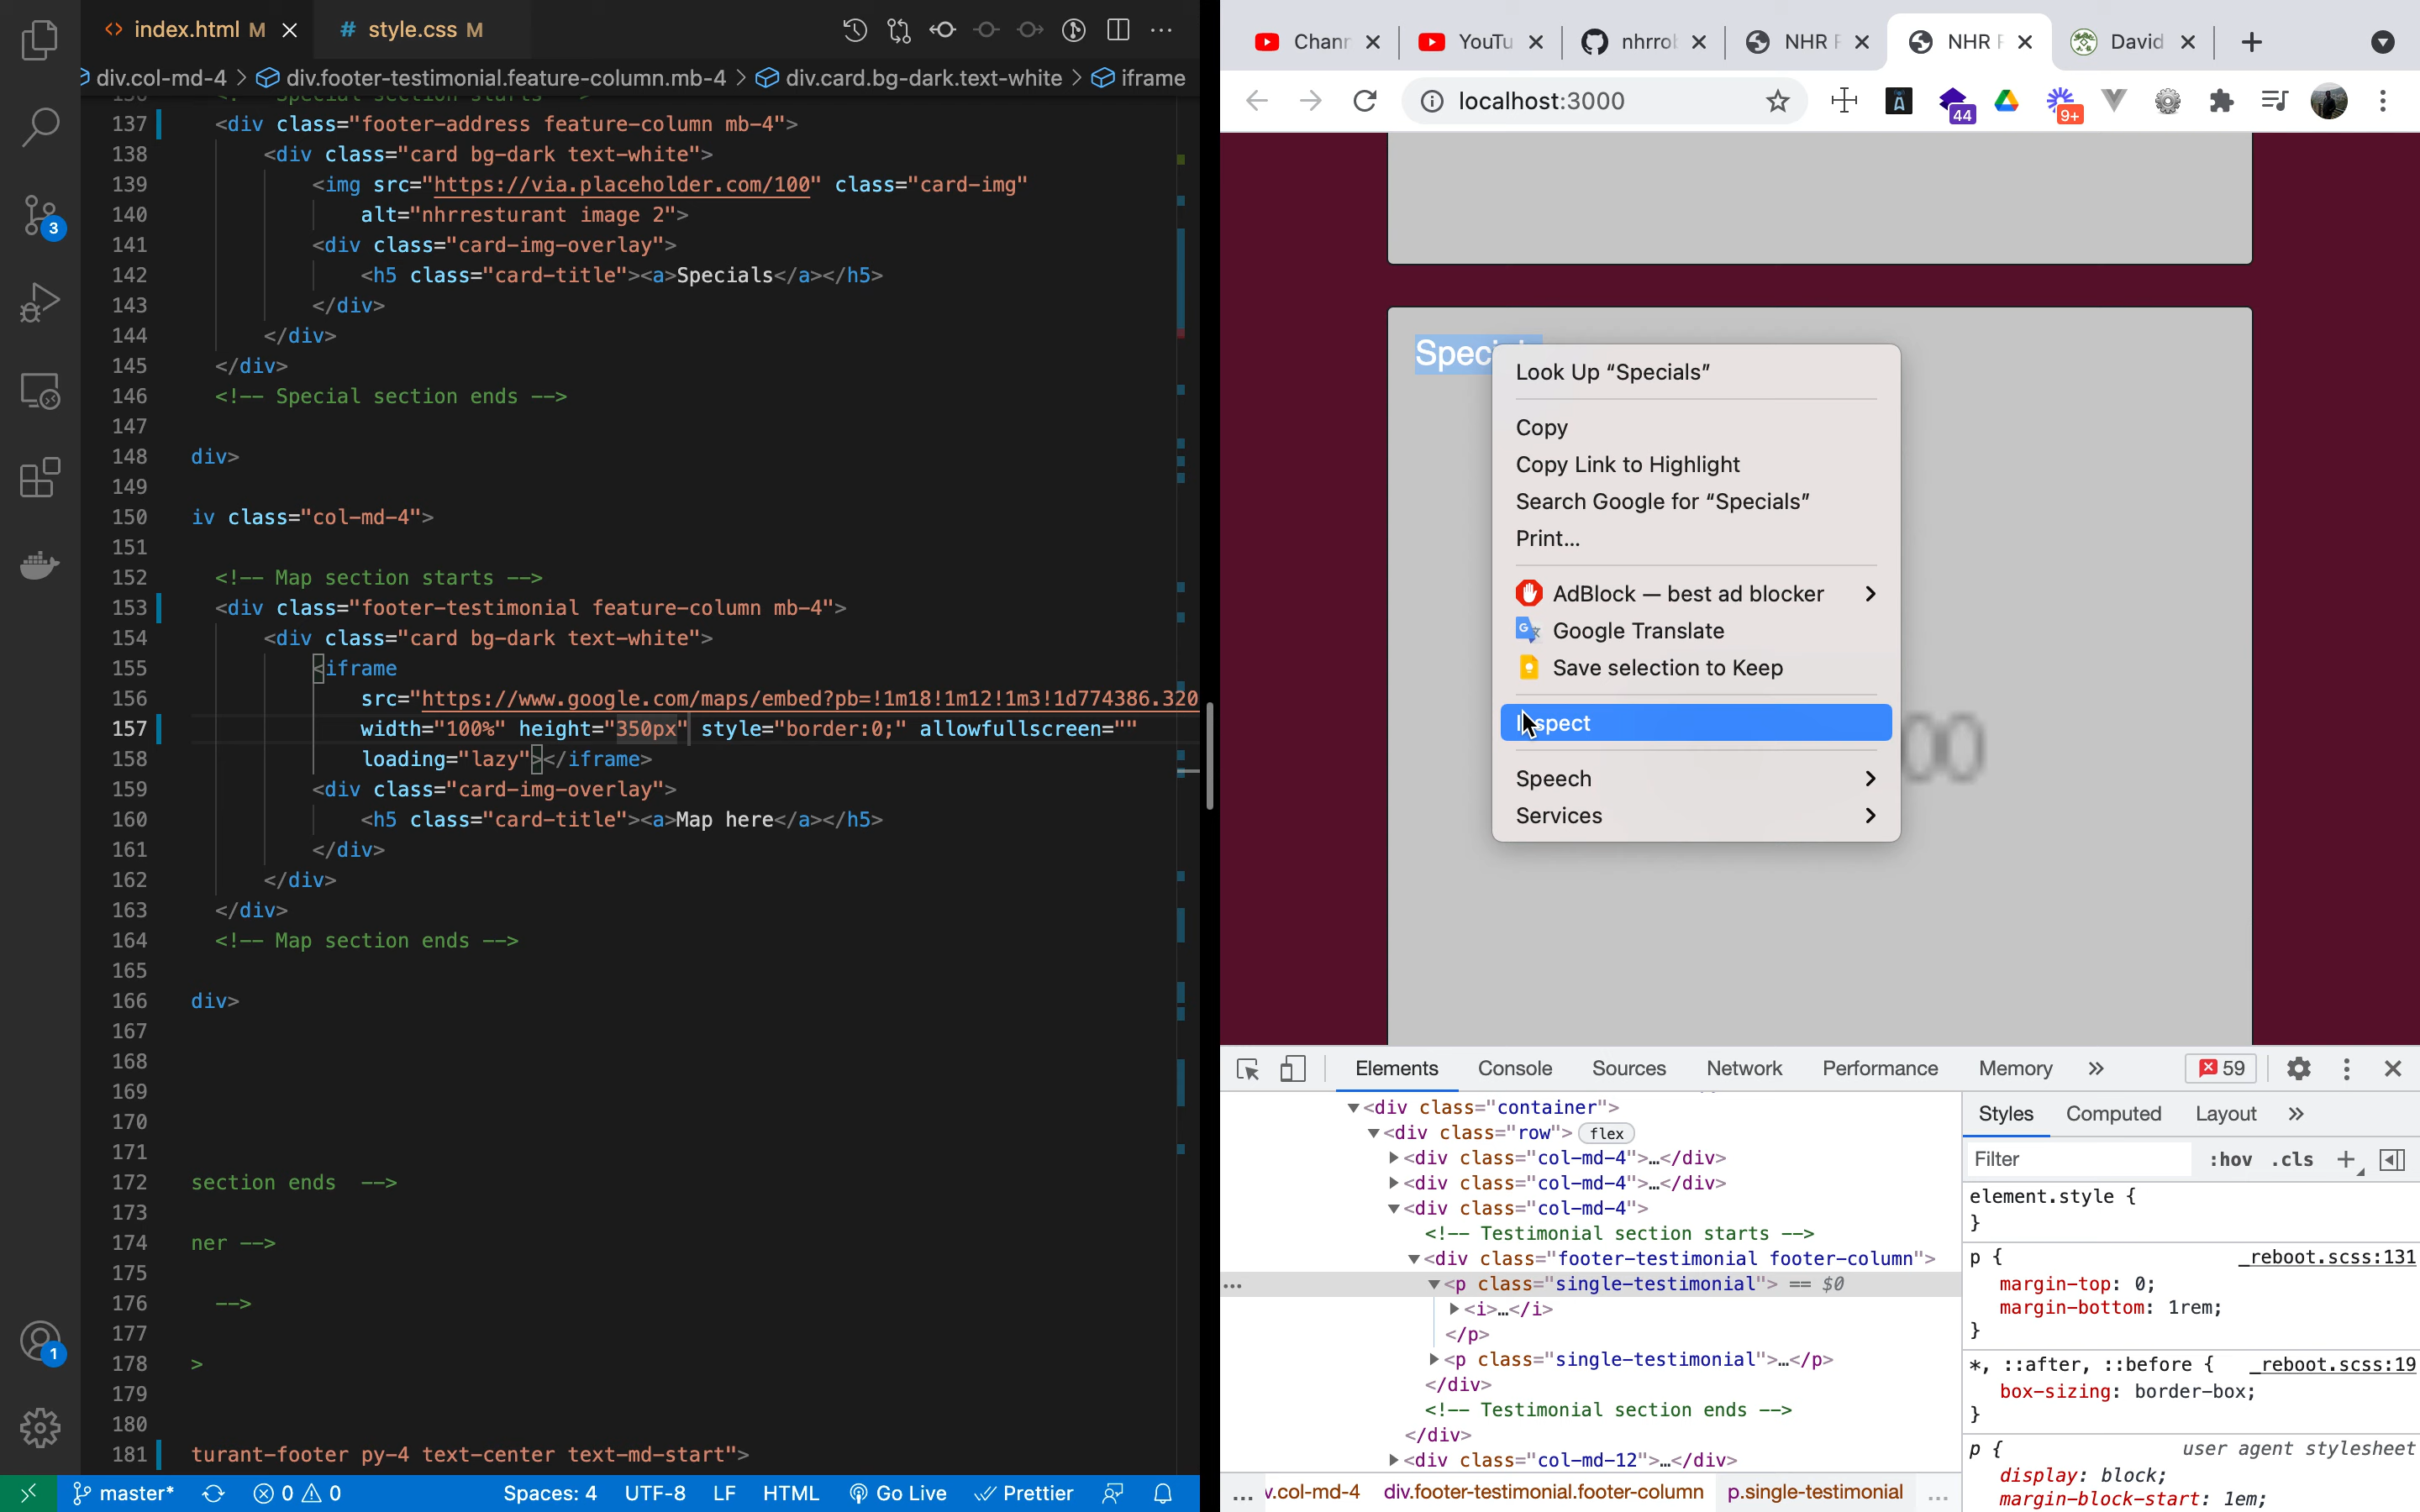 index.html M
style.css M
div.col-md-4 > div.footer-testimonial.feature-column.mb-4 > div.card.bg-dark.text-white > iframe
137 <div class="footer-address feature-column mb-4">
138 <div class="card bg-dark text-white">
139 <img src="https://via.placeholder.com/100" class="card-img"
140 alt="nhrresturant image 2">
141 <div class="card-img-overlay">
142 <h5 class="card-title"><a>Specials</a></h5>
143 </div>
144 </div>
145 </div>
146 <!-- Special section ends -->
147
148 div>
149
150 iv class="col-md-4">
151
152 <!-- Map section starts -->
153 <div class="footer-testimonial feature-column mb-4">
154 <div class="card bg-dark text-white">
155 <iframe
156 src="https://www.google.com/maps/embed?pb=!1m18!1m12!1m3!1d774386.320
157 width="100%" height="350px" style="border:0;" allowfullscreen=""
158 loading="lazy"></iframe>
159 <div class="card-img-overlay">
160 <h5 class="card-title"><a>Map here</a></h5>
161 </div>
162 </div>
163 </div>
164 <!-- Map section ends -->
165
166 div>
167
168
169
170
171
172 section ends -->
173
174 ner -->
175
176 -->
177
178 >
179
180
181 turant-footer py-4 text-center text-md-start">
3
1
master* 0 0 Spaces: 4 UTF-8 LF HTML Go Live Prettier
Chann YouTu nhrrol NHR NHR David
localhost:3000
44
9+
Look Up “Specials”
Copy
Copy Link to Highlight
Search Google for “Specials”
Print...
AdBlock — best ad blocker
Google Translate
Save selection to Keep
Inspect
Speech
Services
00
Elements Console Sources Network Performance Memory » 59
<div class="container">
<div class="row"> flex
<div class="col-md-4">…</div>
<div class="col-md-4">…</div>
<div class="col-md-4">
<!-- Testimonial section starts -->
<div class="footer-testimonial footer-column">
<p class="single-testimonial"> == $0
<i>…</i>
</p>
<p class="single-testimonial">…</p>
</div>
<!-- Testimonial section ends -->
</div>
<div class="col-md-12">…</div>
... v.col-md-4 div.footer-testimonial.footer-column p.single-testimonial ...
Styles Computed Layout »
Filter :hov .cls +
element.style {
}
p { _reboot.scss:131
margin-top: 0;
margin-bottom: 1rem;
}
*, ::after, ::before { _reboot.scss:19
box-sizing: border-box;
}
p { user agent stylesheet
display: block;
margin-block-start: 1em;